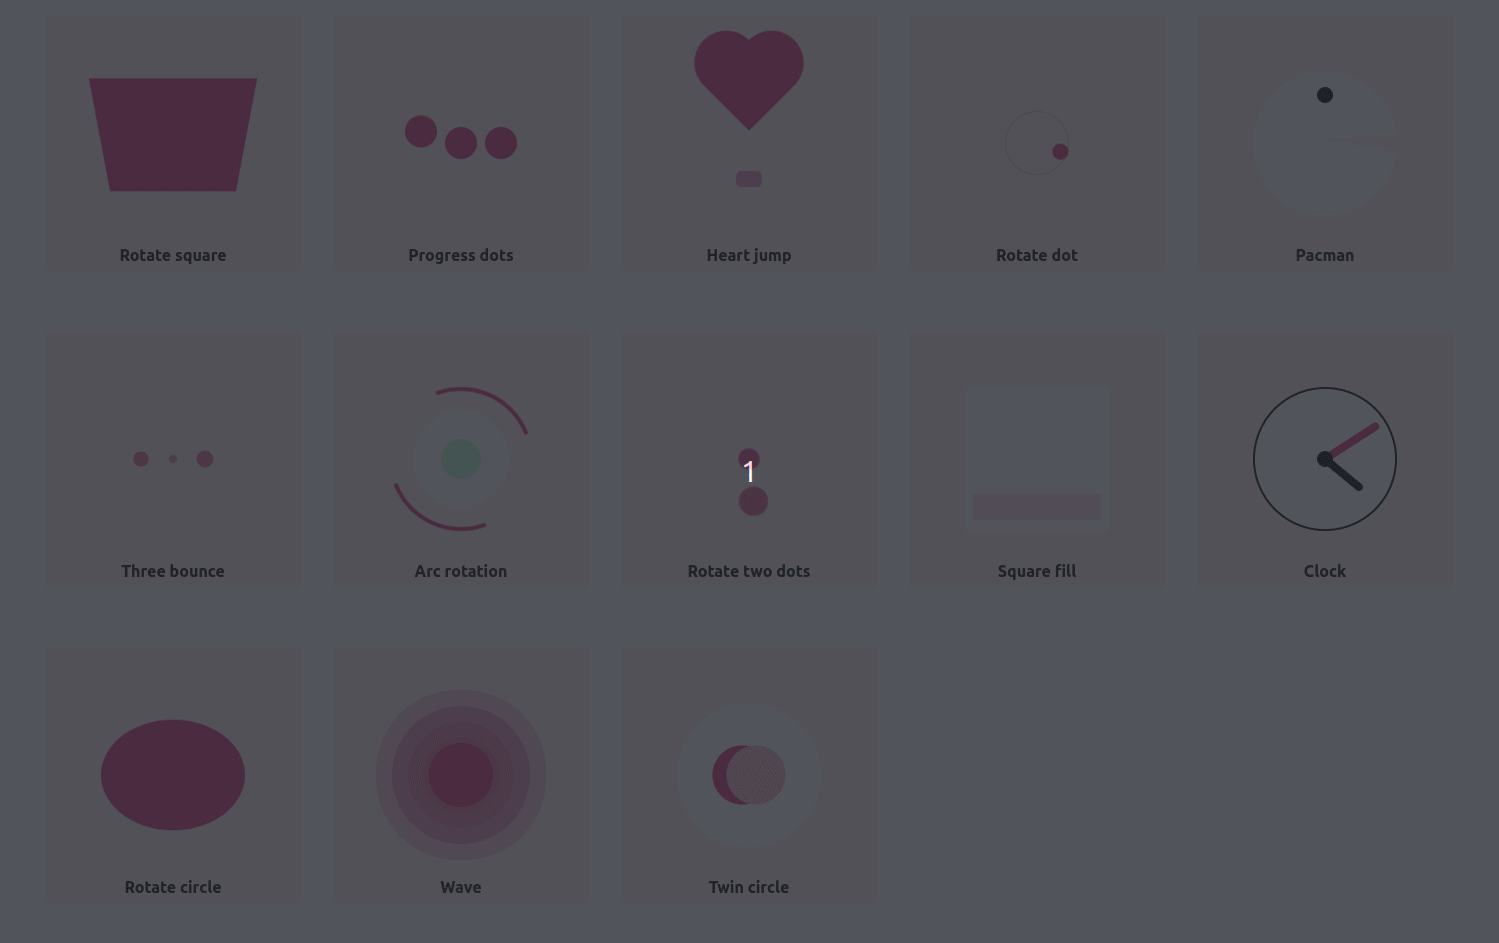 Rotate square
Progress dots
Heart jump
Rotate dot
Pacman
Three bounce
Arc rotation
1
Rotate two dots
Square fill
Clock
Rotate circle
Wave
Twin circle